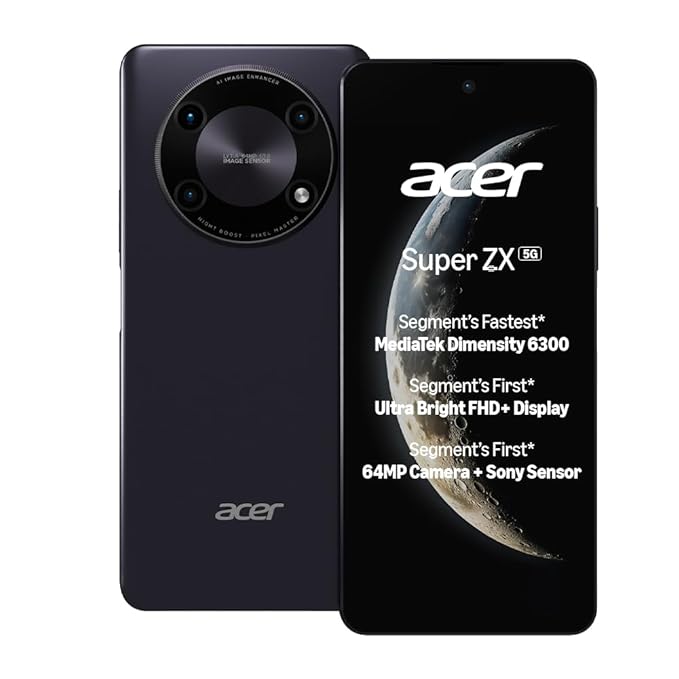 AI IMAGE ENHANCER
IMAGE SENSOR
NIGHT BOOST - PIXEL MASTER
acer
acer
Super ZX 5G
Segment's Fastest*
MediaTek Dimensity 6300
Segment's First*
Ultra Bright FHD+ Display
Segment's First*
64MP Camera + Sony Sensor